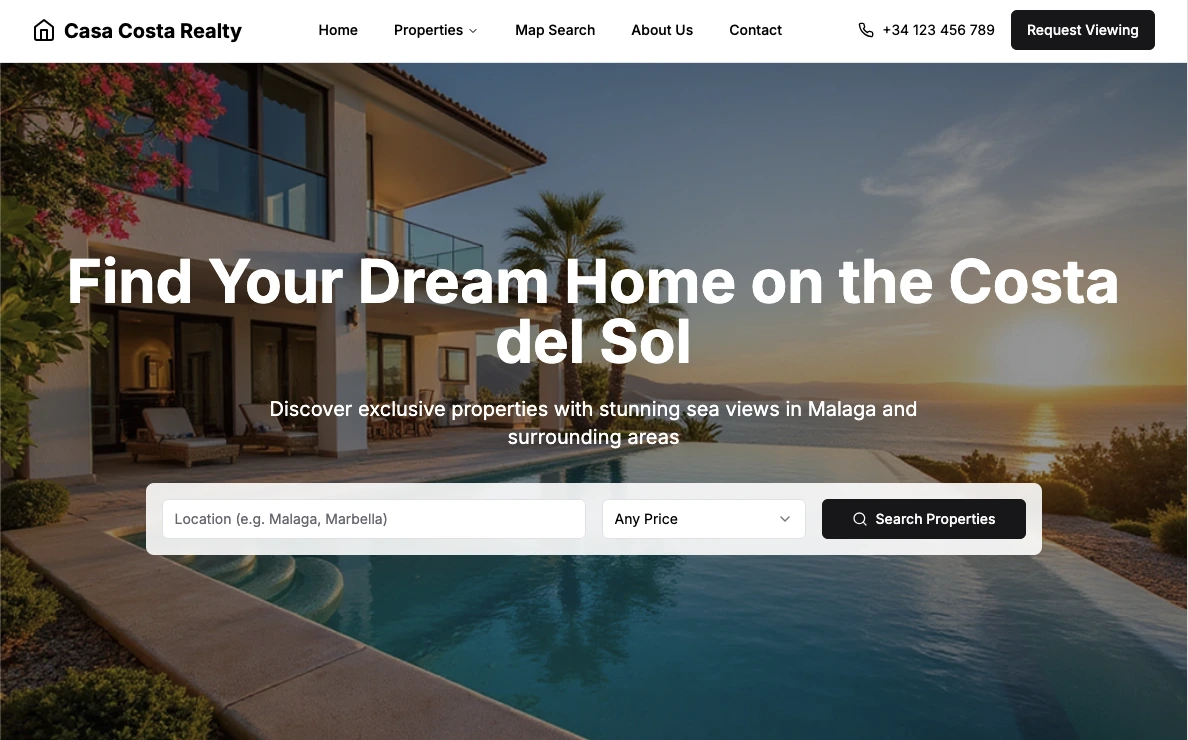 Casa Costa Realty
Home
Properties
Map Search
About Us
Contact
+34 123 456 789
Request Viewing
Find Your Dream Home on the Costa
del Sol
Discover exclusive properties with stunning sea views in Malaga and
surrounding areas
Location (e.g. Malaga, Marbella)
Any Price
Search Properties